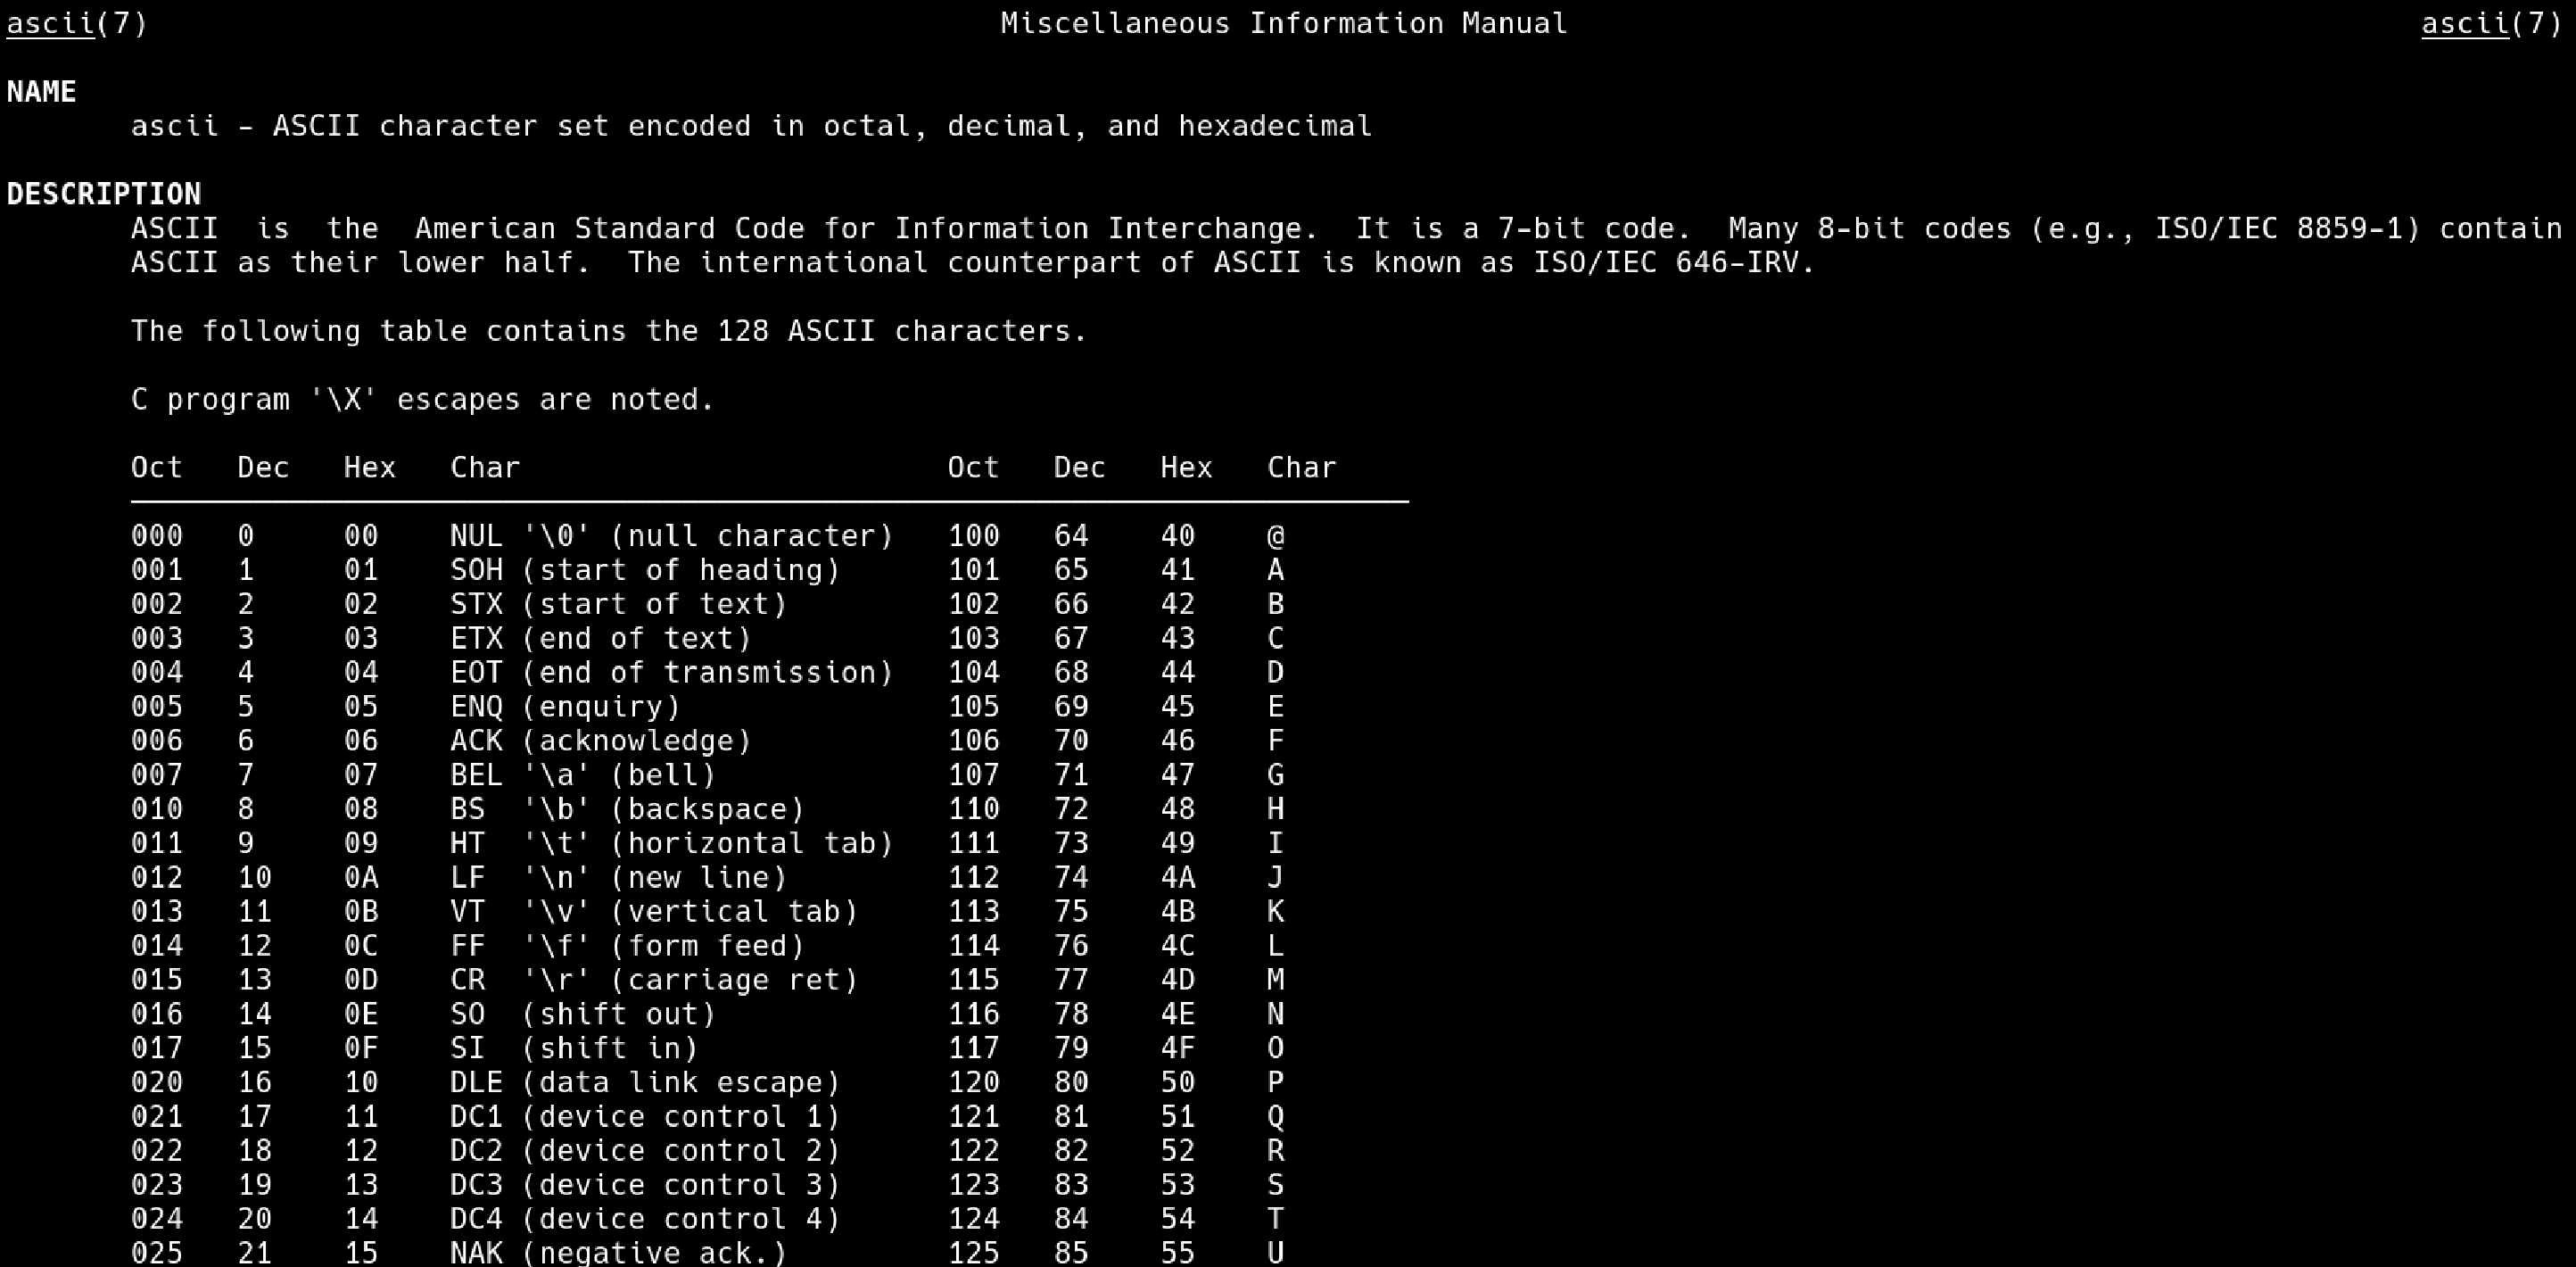 ascii(7) Miscellaneous Information Manual ascii(7)
NAME
ascii - ASCII character set encoded in octal, decimal, and hexadecimal
DESCRIPTION
ASCII is the American Standard Code for Information Interchange. It is a 7-bit code. Many 8-bit codes (e.g., ISO/IEC 8859-1) contain
ASCII as their lower half. The international counterpart of ASCII is known as ISO/IEC 646-IRV.
The following table contains the 128 ASCII characters.
C program '\X' escapes are noted.
Oct Dec Hex Char Oct Dec Hex Char
000 0 00 NUL '\0' (null character) 100 64 40 @
001 1 01 SOH (start of heading) 101 65 41 A
002 2 02 STX (start of text) 102 66 42 B
003 3 03 ETX (end of text) 103 67 43 C
004 4 04 EOT (end of transmission) 104 68 44 D
005 5 05 ENQ (enquiry) 105 69 45 E
006 6 06 ACK (acknowledge) 106 70 46 F
007 7 07 BEL '\a' (bell) 107 71 47 G
010 8 08 BS '\b' (backspace) 110 72 48 H
011 9 09 HT '\t' (horizontal tab) 111 73 49 I
012 10 0A LF '\n' (new line) 112 74 4A J
013 11 0B VT '\v' (vertical tab) 113 75 4B K
014 12 0C FF '\f' (form feed) 114 76 4C L
015 13 0D CR '\r' (carriage ret) 115 77 4D M
016 14 0E SO (shift out) 116 78 4E N
017 15 0F SI (shift in) 117 79 4F O
020 16 10 DLE (data link escape) 120 80 50 P
021 17 11 DC1 (device control 1) 121 81 51 Q
022 18 12 DC2 (device control 2) 122 82 52 R
023 19 13 DC3 (device control 3) 123 83 53 S
024 20 14 DC4 (device control 4) 124 84 54 T
025 21 15 NAK (negative ack.) 125 85 55 U